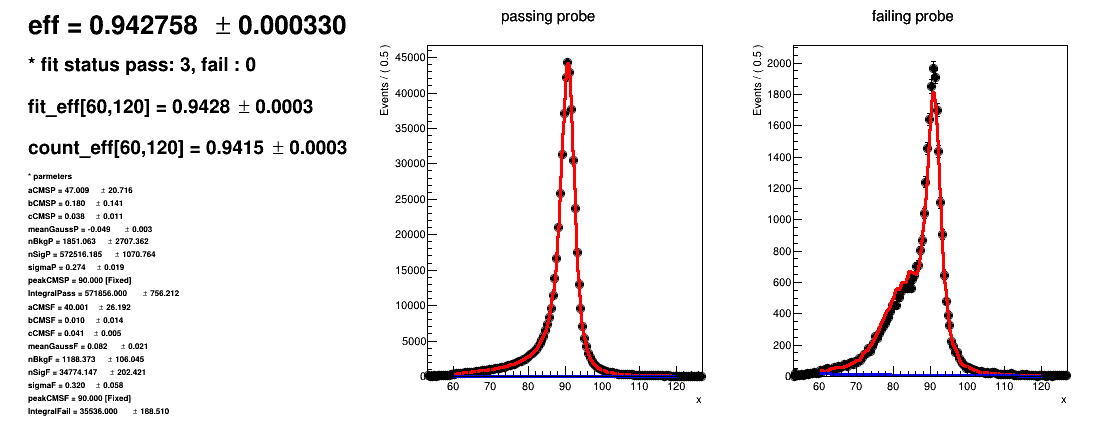 eff = 0.942758 ± 0.000330
* fit status pass: 3, fail : 0
fit_eff[60,120] = 0.9428 ± 0.0003
count_eff[60,120] = 0.9415 ± 0.0003
* parmeters
aCMSP = 47.009 ± 20.716
bCMSP = 0.180 ± 0.141
cCMSP = 0.038 ± 0.011
meanGaussP = -0.049 ± 0.003
nBkgP = 1851.063 ± 2707.362
nSigP = 572516.185 ± 1070.764
sigmaP = 0.274 ± 0.019
peakCMSP = 90.000 [Fixed]
IntegralPass = 571856.000 ± 756.212
aCMSF = 40.001 ± 26.192
bCMSF = 0.010 ± 0.014
cCMSF = 0.041 ± 0.005
meanGaussF = 0.082 ± 0.021
nBkgF = 1188.373 ± 106.045
nSigF = 34774.147 ± 202.421
sigmaF = 0.320 ± 0.058
peakCMSF = 90.000 [Fixed]
IntegralFail = 35536.000 ± 188.510
passing probe
Events / ( 0.5 )
45000
40000
35000
30000
25000
20000
15000
10000
5000
0
60 70 80 90 100 110 120
x
failing probe
Events / ( 0.5 )
2000
1800
1600
1400
1200
1000
800
600
400
200
0
60 70 80 90 100 110 120
x